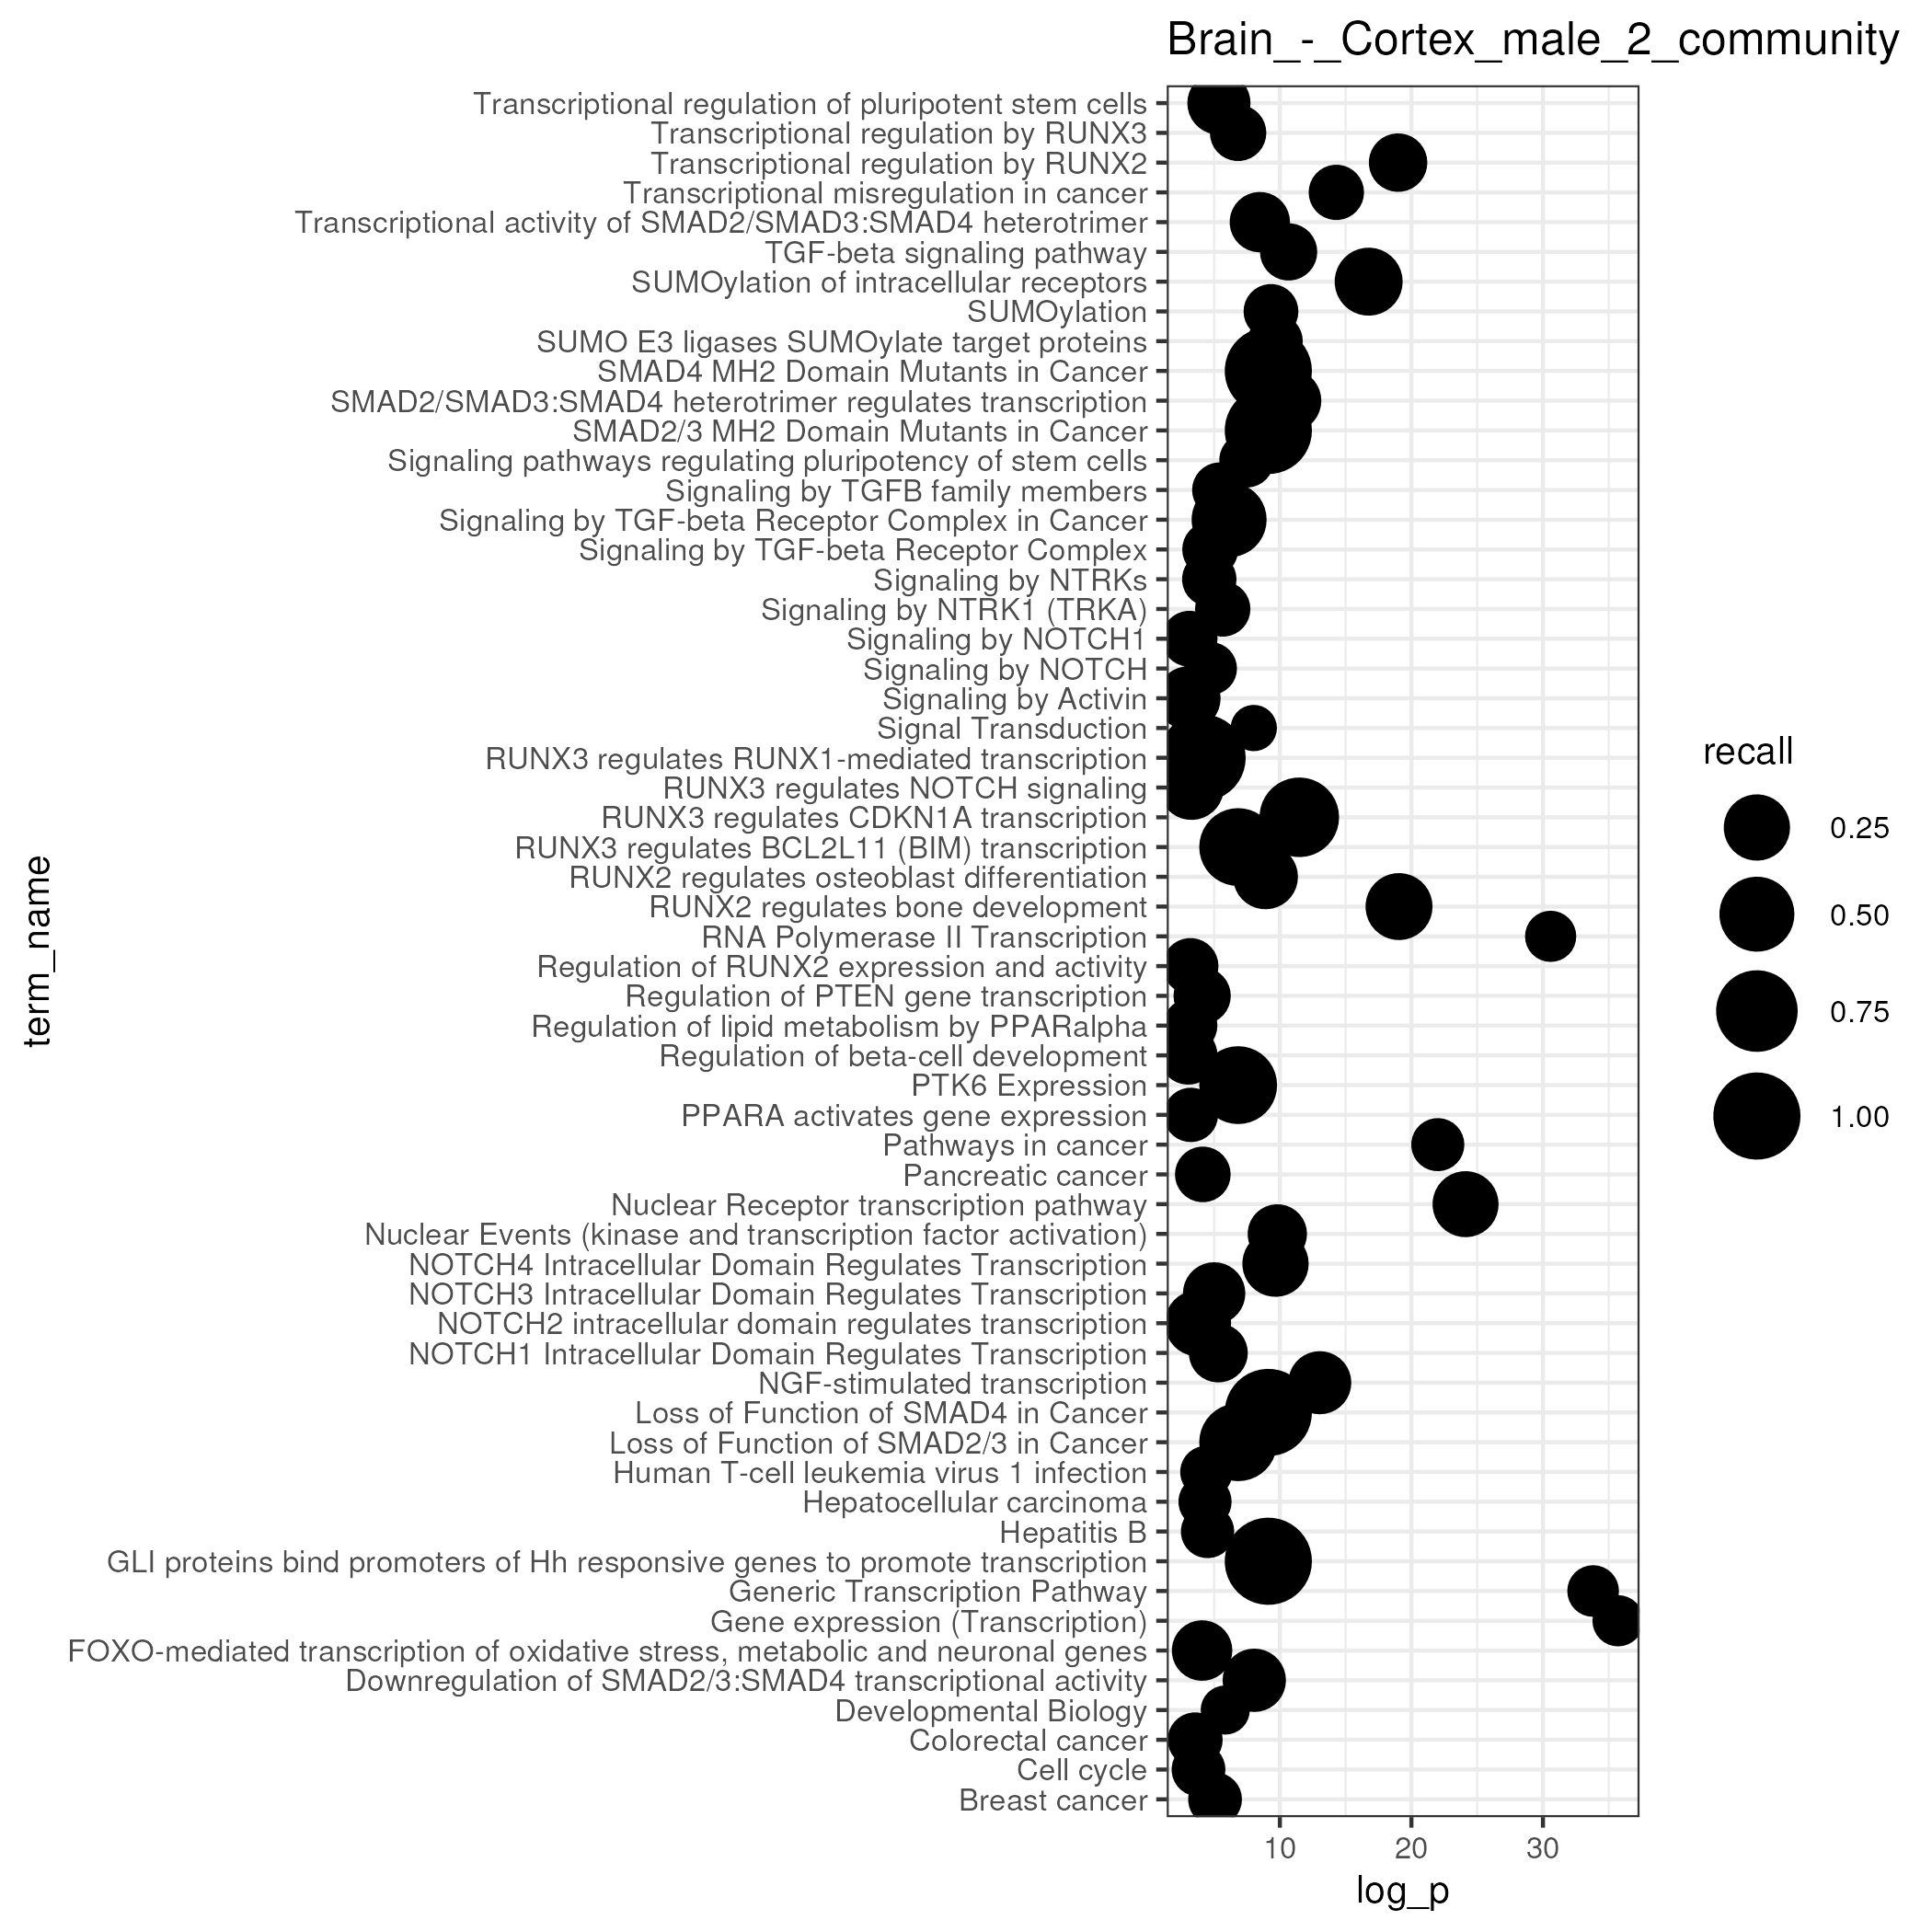 Brain_-_Cortex_male_2_community
Transcriptional regulation of pluripotent stem cells
Transcriptional regulation by RUNX3
Transcriptional regulation by RUNX2
Transcriptional misregulation in cancer
Transcriptional activity of SMAD2/SMAD3:SMAD4 heterotrimer
TGF-beta signaling pathway
SUMOylation of intracellular receptors
SUMOylation
SUMO E3 ligases SUMOylate target proteins
SMAD4 MH2 Domain Mutants in Cancer
SMAD2/SMAD3:SMAD4 heterotrimer regulates transcription
SMAD2/3 MH2 Domain Mutants in Cancer
Signaling pathways regulating pluripotency of stem cells
Signaling by TGFB family members
Signaling by TGF-beta Receptor Complex in Cancer
Signaling by TGF-beta Receptor Complex
Signaling by NTRKs
Signaling by NTRK1 (TRKA)
Signaling by NOTCH1
Signaling by NOTCH
Signaling by Activin
Signal Transduction
RUNX3 regulates RUNX1-mediated transcription
RUNX3 regulates NOTCH signaling
RUNX3 regulates CDKN1A transcription
RUNX3 regulates BCL2L11 (BIM) transcription
RUNX2 regulates osteoblast differentiation
RUNX2 regulates bone development
RNA Polymerase II Transcription
Regulation of RUNX2 expression and activity
Regulation of PTEN gene transcription
Regulation of lipid metabolism by PPARalpha
Regulation of beta-cell development
PTK6 Expression
PPARA activates gene expression
Pathways in cancer
Pancreatic cancer
Nuclear Receptor transcription pathway
Nuclear Events (kinase and transcription factor activation)
NOTCH4 Intracellular Domain Regulates Transcription
NOTCH3 Intracellular Domain Regulates Transcription
NOTCH2 intracellular domain regulates transcription
NOTCH1 Intracellular Domain Regulates Transcription
NGF-stimulated transcription
Loss of Function of SMAD4 in Cancer
Loss of Function of SMAD2/3 in Cancer
Human T-cell leukemia virus 1 infection
Hepatocellular carcinoma
Hepatitis B
GLI proteins bind promoters of Hh responsive genes to promote transcription
Generic Transcription Pathway
Gene expression (Transcription)
FOXO-mediated transcription of oxidative stress, metabolic and neuronal genes
Downregulation of SMAD2/3:SMAD4 transcriptional activity
Developmental Biology
Colorectal cancer
Cell cycle
Breast cancer
term_name
10 20 30
log_p
recall
0.25
0.50
0.75
1.00